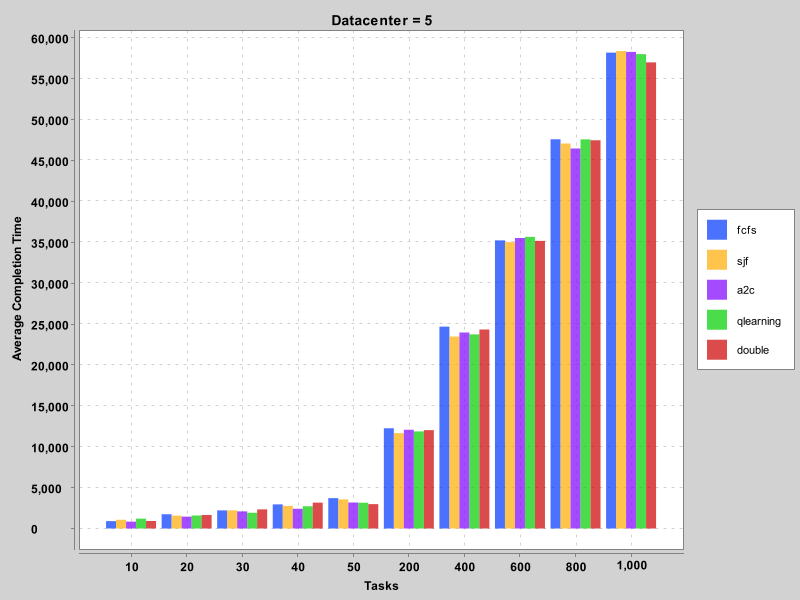 Datacenter = 5
60,000
55,000
50,000
45,000
40,000
35,000
30,000
25,000
20,000
15,000
10,000
5,000
0
Average Completion Time
10 20 30 40 50 200 400 600 800 1,000
Tasks
fcfs
sjf
a2c
qlearning
double